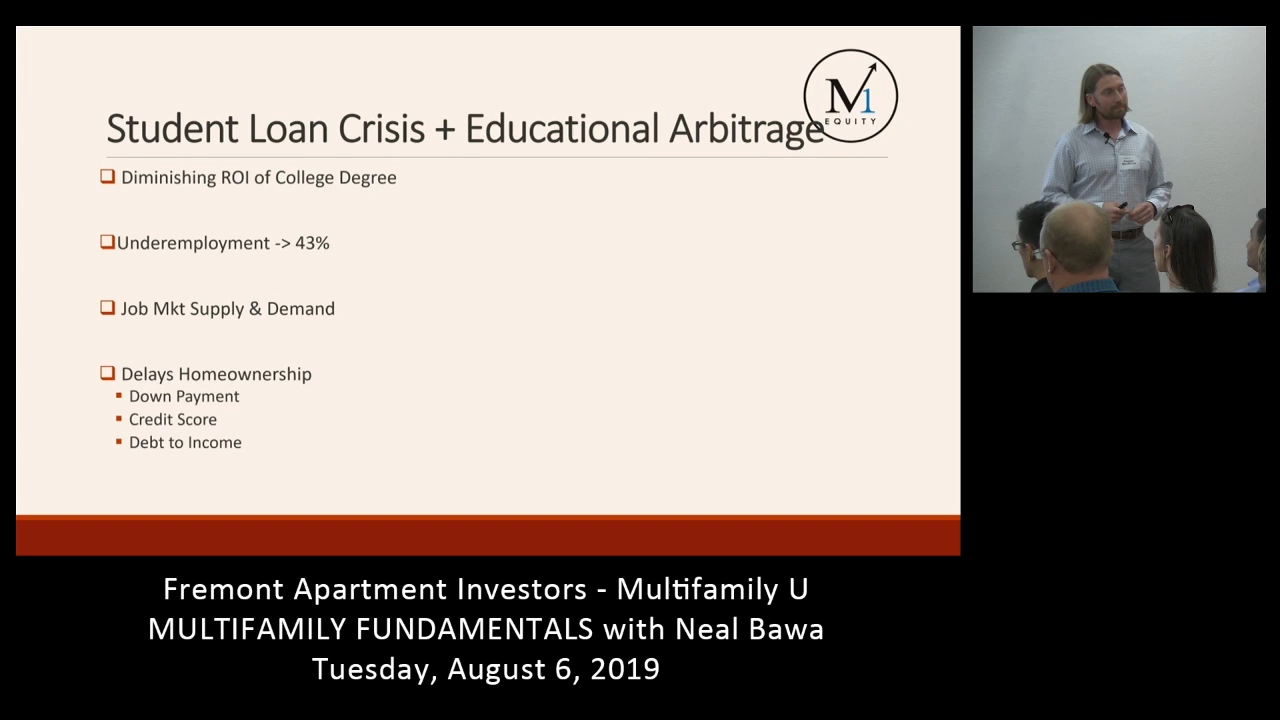 M1
EQUITY
Student Loan Crisis + Educational Arbitrage
Diminishing ROI of College Degree
Underemployment -> 43%
Job Mkt Supply & Demand
Delays Homeownership
Down Payment
Credit Score
Debt to Income
Fremont Apartment Investors - Multifamily U
MULTIFAMILY FUNDAMENTALS with Neal Bawa
Tuesday, August 6, 2019